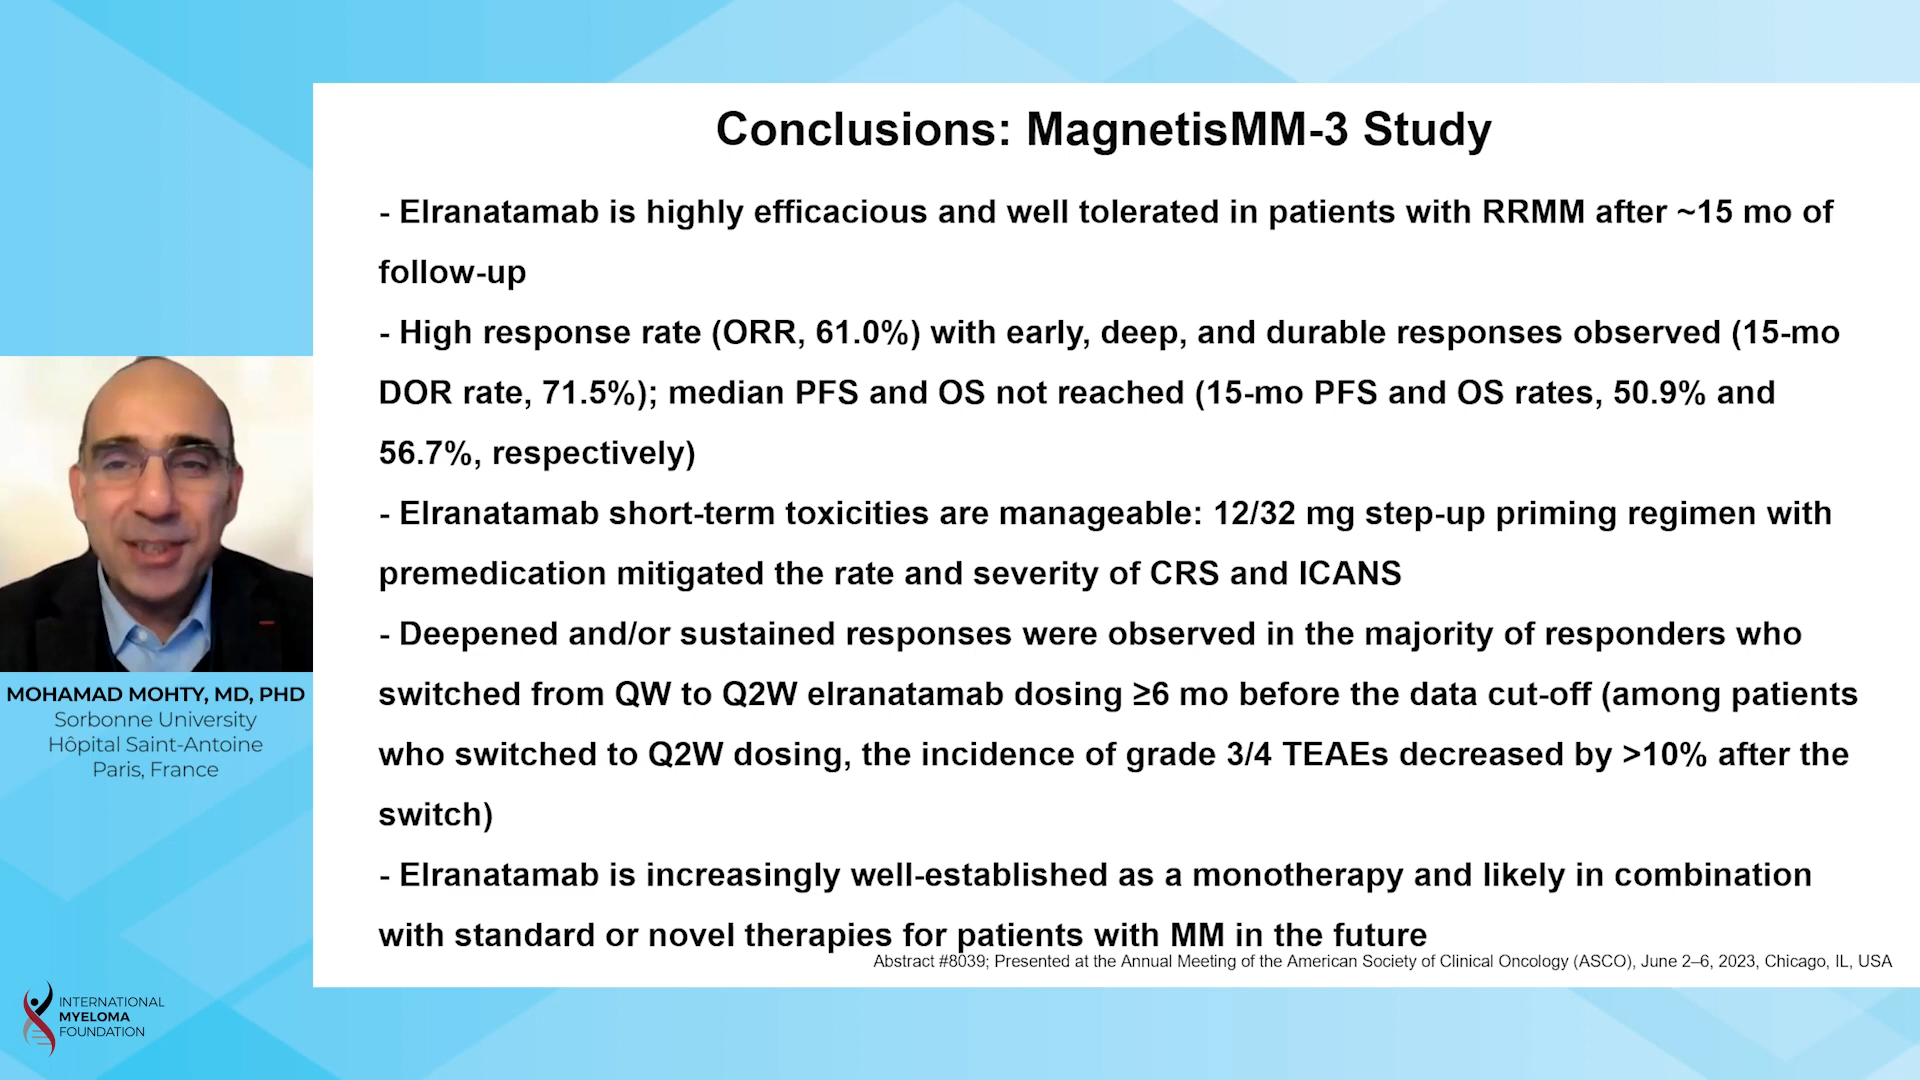 Conclusions: MagnetisMM-3 Study
- Elranatamab is highly efficacious and well tolerated in patients with RRMM after ~15 mo of
follow-up
- High response rate (ORR, 61.0%) with early, deep, and durable responses observed (15-mo
DOR rate, 71.5%); median PFS and OS not reached (15-mo PFS and OS rates, 50.9% and
56.7%, respectively)
- Elranatamab short-term toxicities are manageable: 12/32 mg step-up priming regimen with
premedication mitigated the rate and severity of CRS and ICANS
- Deepened and/or sustained responses were observed in the majority of responders who
switched from QW to Q2W elranatamab dosing ≥6 mo before the data cut-off (among patients
who switched to Q2W dosing, the incidence of grade 3/4 TEAEs decreased by >10% after the
switch)
- Elranatamab is increasingly well-established as a monotherapy and likely in combination
with standard or novel therapies for patients with MM in the future
Abstract #8039; Presented at the Annual Meeting of the American Society of Clinical Oncology (ASCO), June 2–6, 2023, Chicago, IL, USA
MOHAMAD MOHTY, MD, PHD
Sorbonne University
Hôpital Saint-Antoine
Paris, France
INTERNATIONAL
MYELOMA
FOUNDATION